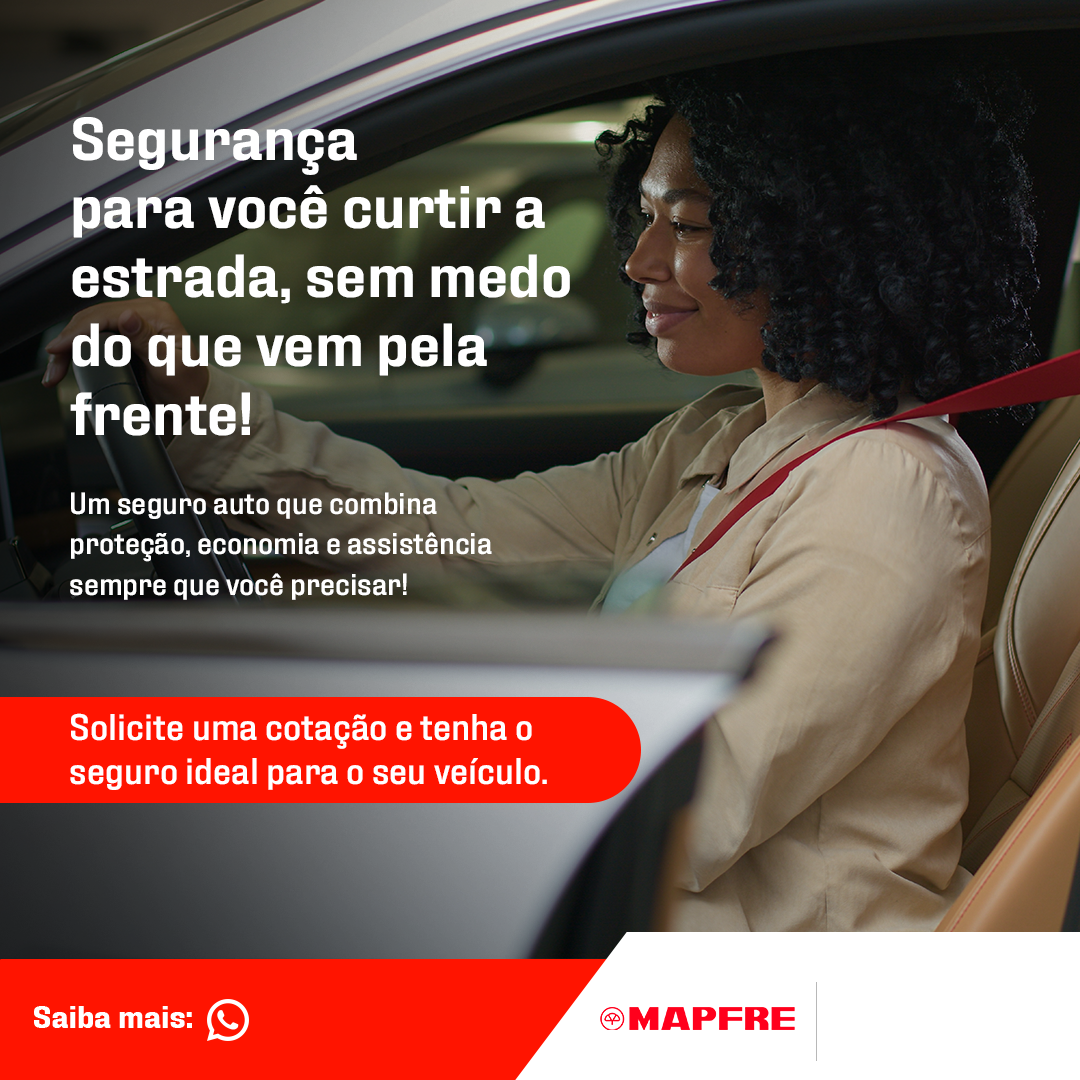 Segurança
para você curtir a
estrada, sem medo
do que vem pela
frente!
Um seguro auto que combina
proteção, economia e assistência
sempre que você precisar!
Solicite uma cotação e tenha o
seguro ideal para o seu veículo.
Saiba mais:
MAPFRE